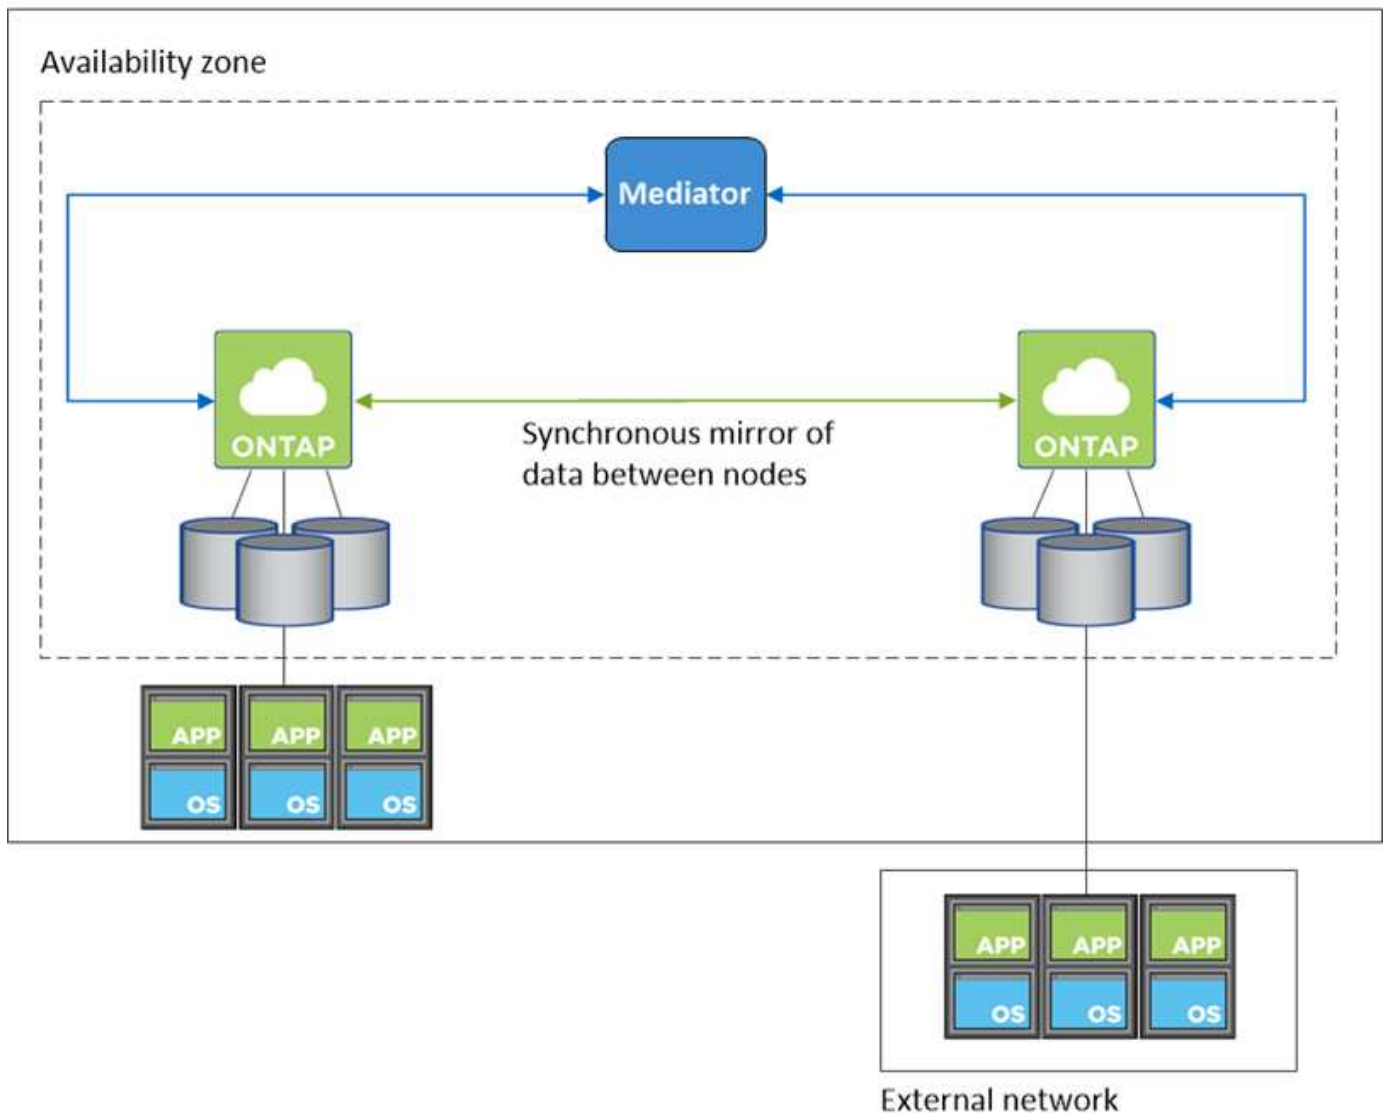 Availability zone
Mediator
ONTAP
ONTAP
Synchronous mirror of
data between nodes
APP APP APP
OS OS OS
APP APP APP
OS OS OS
External network